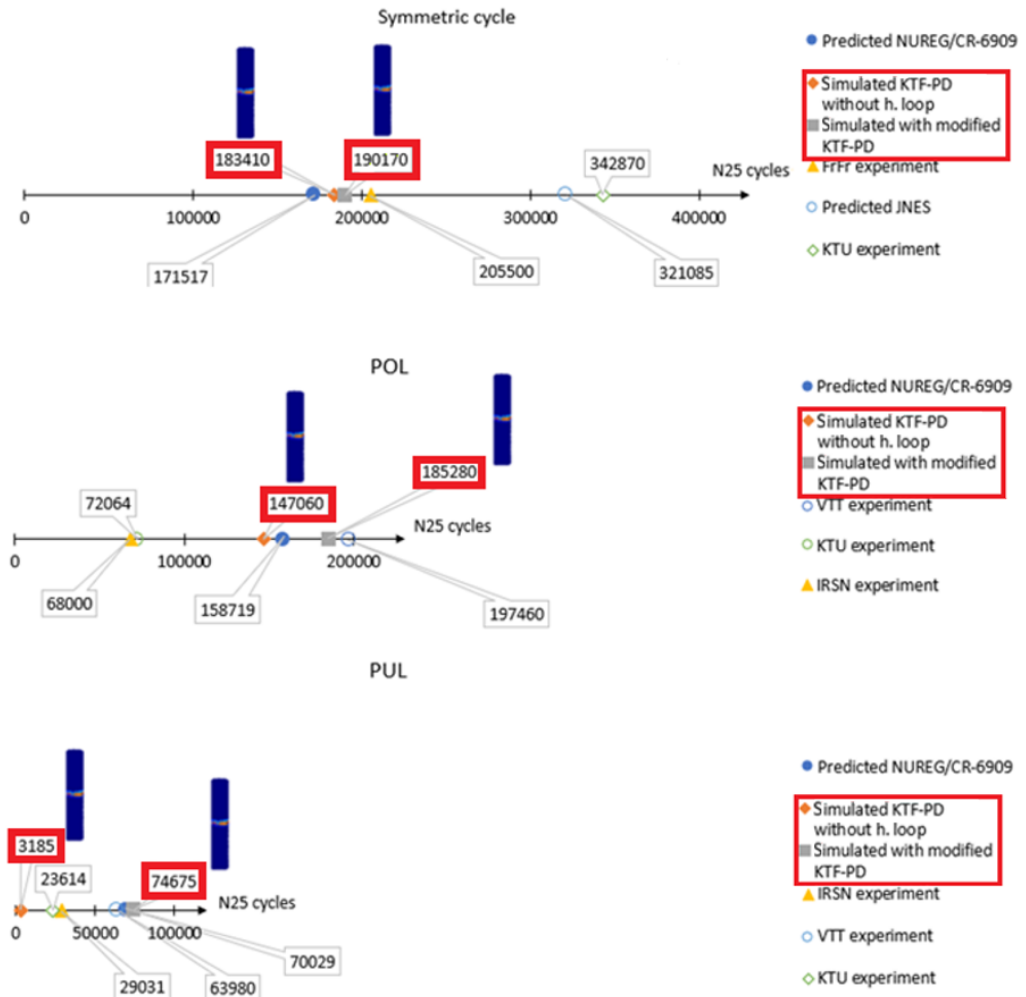 Symmetric cycle
Predicted NUREG/CR-6909
Simulated KTF-PD
without h. loop
Simulated with modified
KTF-PD
FrFr experiment
Predicted JNES
KTU experiment
183410
190170
342870
N25 cycles
0
100000
200000
300000
400000
171517
205500
321085
POL
Predicted NUREG/CR-6909
Simulated KTF-PD
without h. loop
Simulated with modified
KTF-PD
VTT experiment
KTU experiment
IRSN experiment
185280
72064
147060
N25 cycles
0
100000
200000
68000
158719
197460
PUL
Predicted NUREG/CR-6909
Simulated KTF-PD
without h. loop
Simulated with modified
KTF-PD
IRSN experiment
VTT experiment
KTU experiment
3185
23614
74675
N25 cycles
0
50000
100000
70029
29031
63980